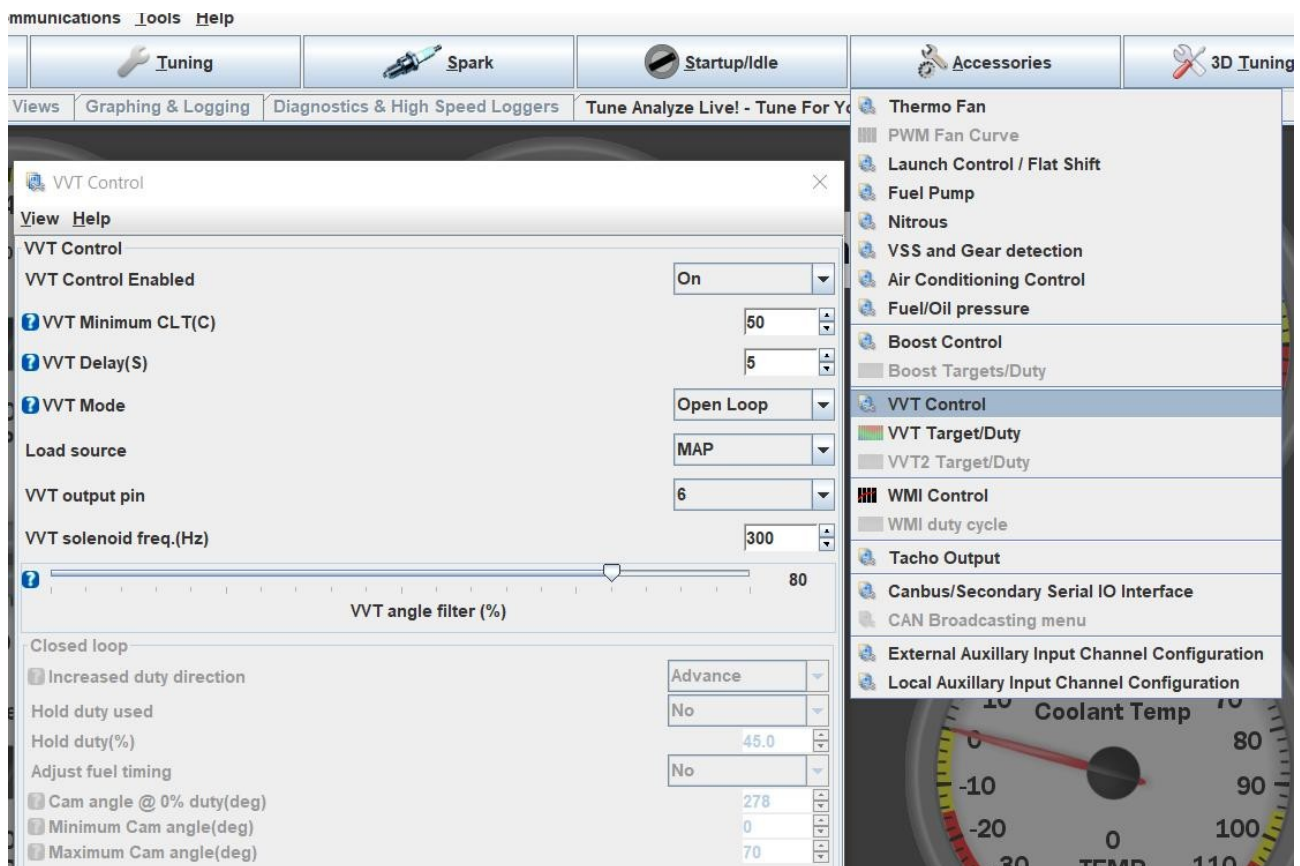 mmunications Tools Help
Tuning Spark Startup/Idle Accessories 3D Tuning
Views Graphing & Logging Diagnostics & High Speed Loggers Tune Analyze Live! - Tune For Yo
VVT Control
View Help
VVT Control
VVT Control Enabled On
VVT Minimum CLT(C) 50
VVT Delay(S) 5
VVT Mode Open Loop
Load source MAP
VVT output pin 6
VVT solenoid freq.(Hz) 300
80
VVT angle filter (%)
Closed loop
Increased duty direction Advance
Hold duty used No
Hold duty(%) 45.0
Adjust fuel timing No
Cam angle @ 0% duty(deg) 278
Minimum Cam angle(deg) 0
Maximum Cam angle(deg) 70
Thermo Fan
PWM Fan Curve
Launch Control / Flat Shift
Fuel Pump
Nitrous
VSS and Gear detection
Air Conditioning Control
Fuel/Oil pressure
Boost Control
Boost Targets/Duty
VVT Control
VVT Target/Duty
VVT2 Target/Duty
WMI Control
WMI duty cycle
Tacho Output
Canbus/Secondary Serial IO Interface
CAN Broadcasting menu
External Auxillary Input Channel Configuration
Local Auxillary Input Channel Configuration
10 Coolant Temp 70
0 80
-10 90
-20 0 100
30 TEMP 110